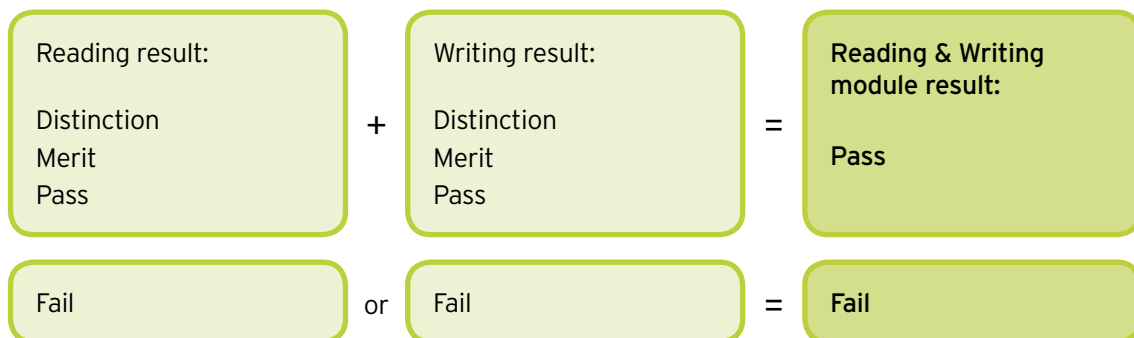 Reading result:
Distinction
Merit
Pass
+
Writing result:
Distinction
Merit
Pass
=
Reading & Writing
module result:
Pass
Fail
or
Fail
=
Fail